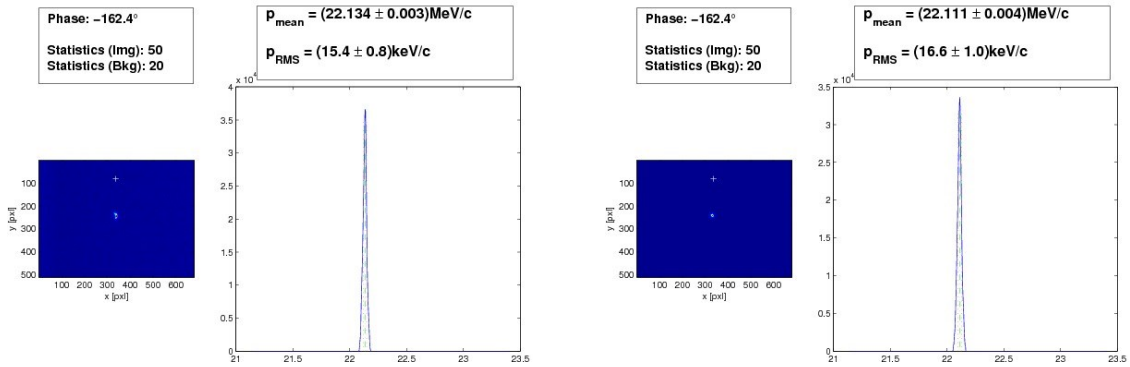 Phase: −162.4°
Statistics (Img): 50
Statistics (Bkg): 20
p_mean = (22.134 ± 0.003)MeV/c
p_RMS = (15.4 ± 0.8)keV/c
x 10^4
4
3.5
3
2.5
2
1.5
1
0.5
0
21
21.5
22
22.5
23
23.5
y [pxl]
100
200
300
400
500
100 200 300 400 500 600
x [pxl]
Phase: −162.4°
Statistics (Img): 50
Statistics (Bkg): 20
p_mean = (22.111 ± 0.004)MeV/c
p_RMS = (16.6 ± 1.0)keV/c
x 10^4
3.5
3
2.5
2
1.5
1
0.5
0
21
21.5
22
22.5
23
23.5
y [pxl]
100
200
300
400
500
100 200 300 400 500 600
x [pxl]